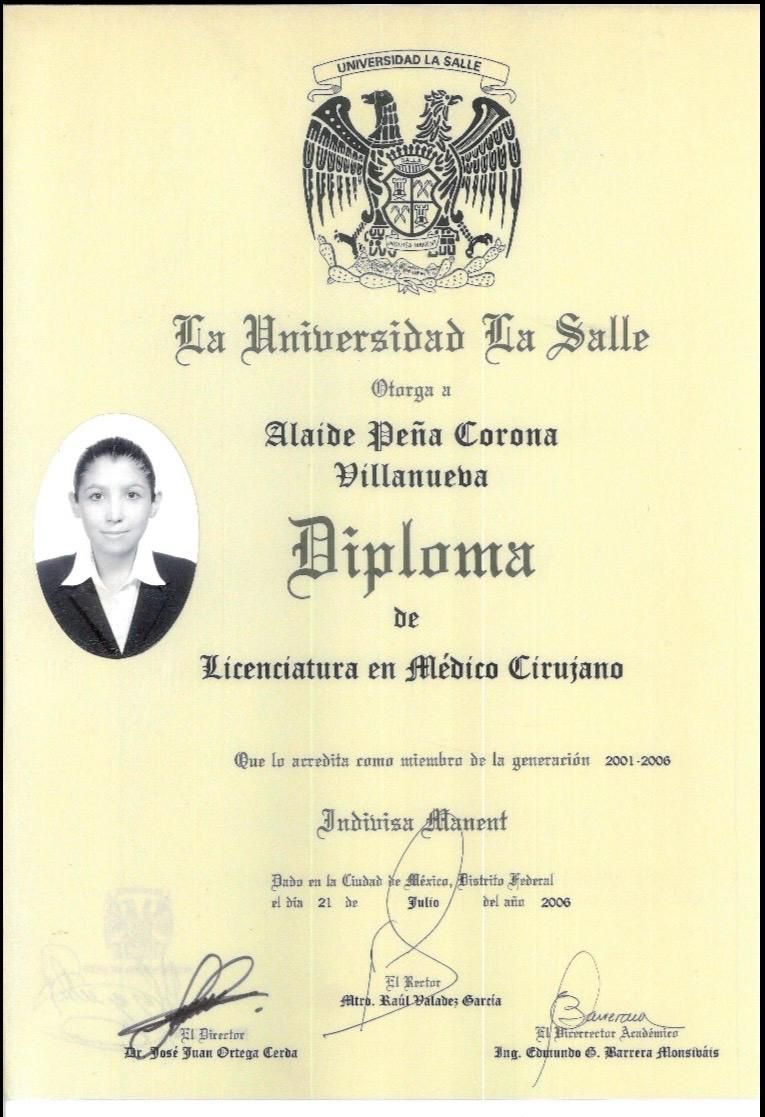 UNIVERSIDAD LA SALLE
La Universidad La Salle
Otorga a
Alaide Peña Corona
Villanueva
Diploma
de
Licenciatura en Médico Cirujano
Que lo acredita como miembro de la generación 2001-2006
Indivisa Manent
Dado en la Ciudad de México, Distrito Federal
el día 21 de Julio del año 2006
El Rector
Mtro. Raúl Valadez García
El Director
Dr. José Juan Ortega Cerda
El Vicerrector Académico
Ing. Edmundo G. Barrera Monsiváis